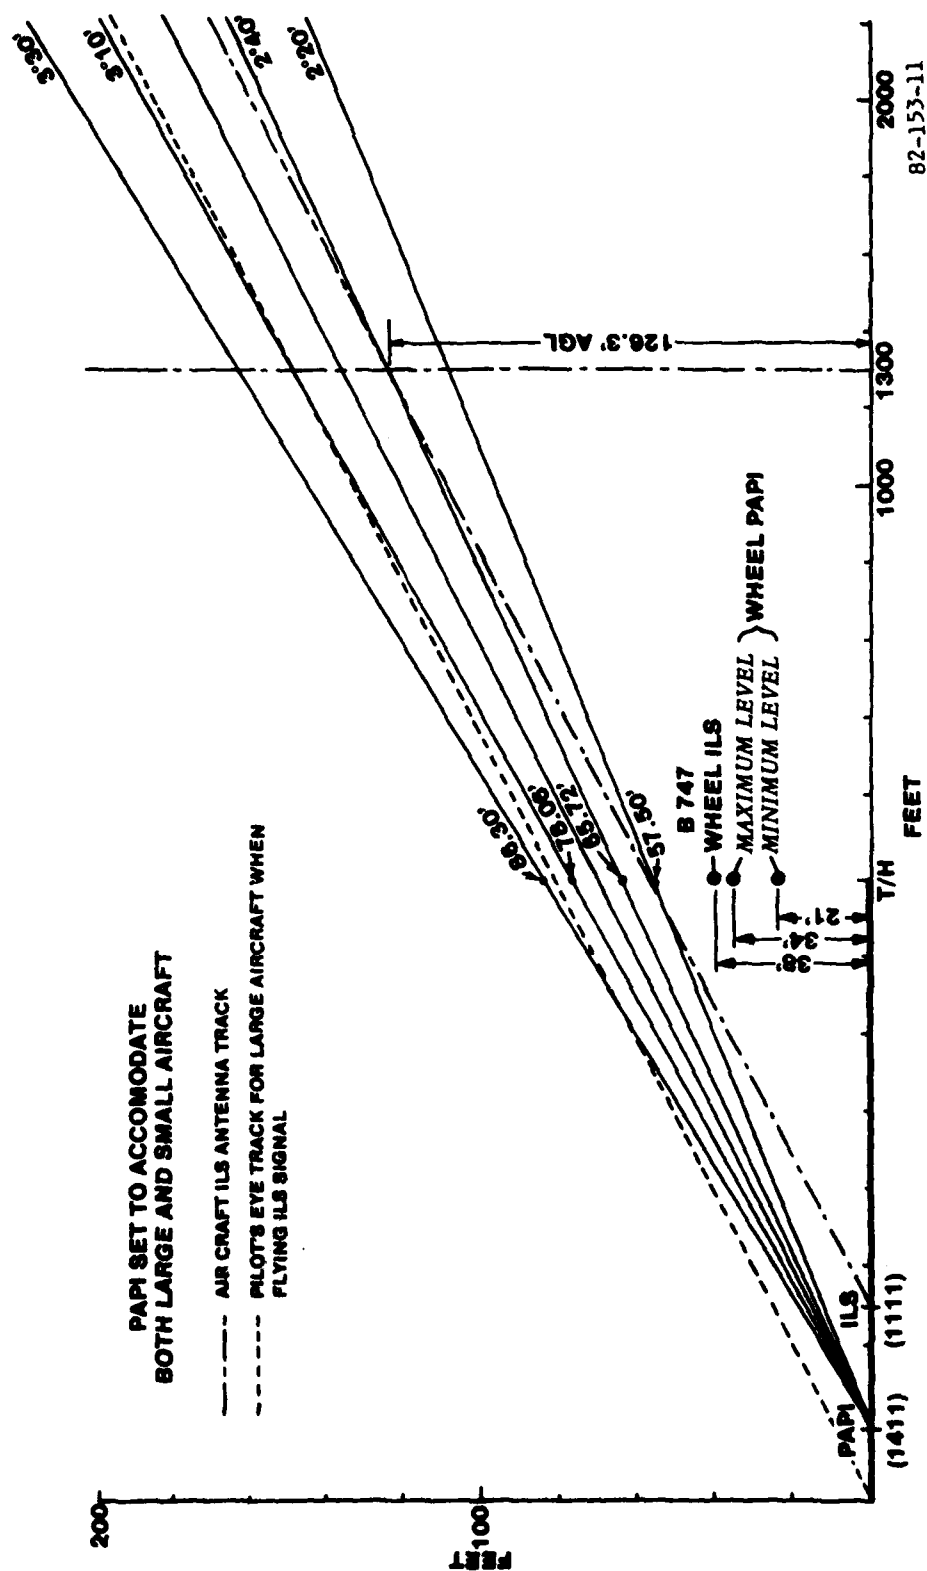 PAPI SET TO ACCOMODATE
BOTH LARGE AND SMALL AIRCRAFT
AIR CRAFT ILS ANTENNA TRACK
PILOT'S EYE TRACK FOR LARGE AIRCRAFT WHEN
FLYING ILS SIGNAL
3°30'
3°10'
2°40'
2°20'
200
100
FEET
86.30'
78.06'
65.72'
57.50'
126.3' AGL
B 747
WHEEL ILS
MAXIMUM LEVEL
MINIMUM LEVEL
WHEEL PAPI
38'
34'
21'
PAPI
(1411)
ILS
(1111)
T/H
1000
1300
2000
FEET
82-153-11